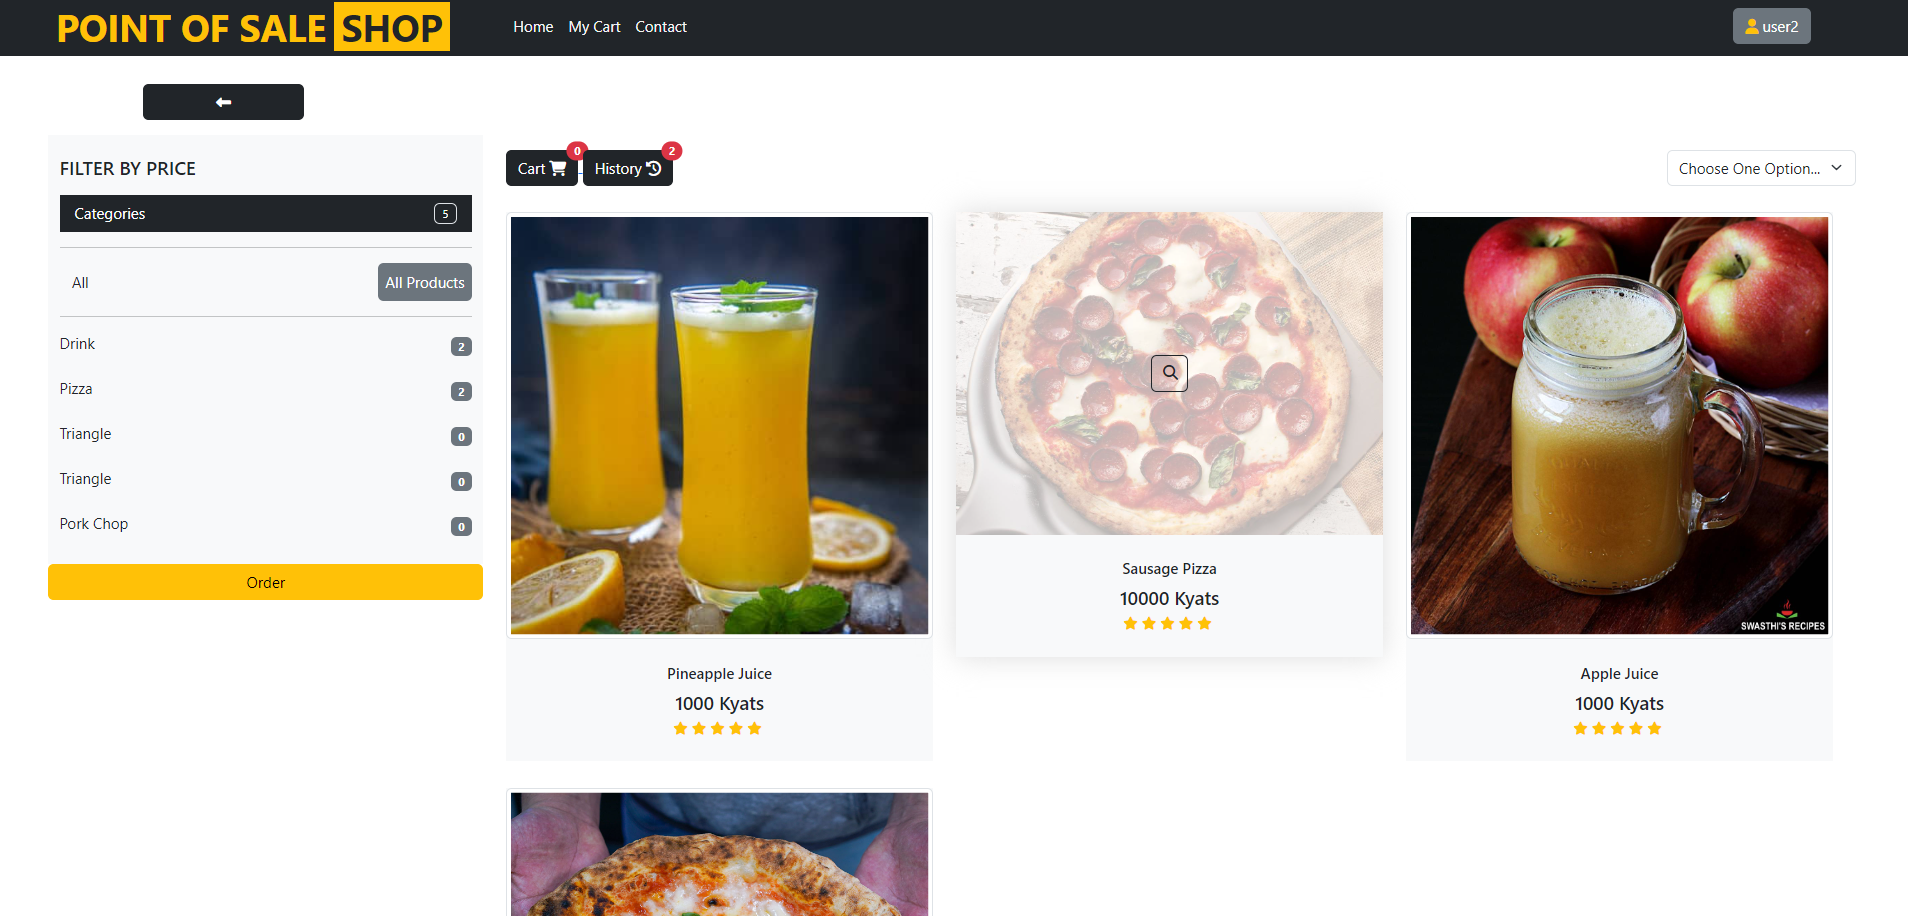 POINT OF SALE SHOP
Home My Cart Contact
user2
FILTER BY PRICE
Categories 5
All All Products
Drink 2
Pizza 2
Triangle 0
Triangle 0
Pork Chop 0
Order
Cart 0 History 2
Choose One Option...
SWASTHI'S RECIPES
Pineapple Juice
1000 Kyats
Sausage Pizza
10000 Kyats
Apple Juice
1000 Kyats